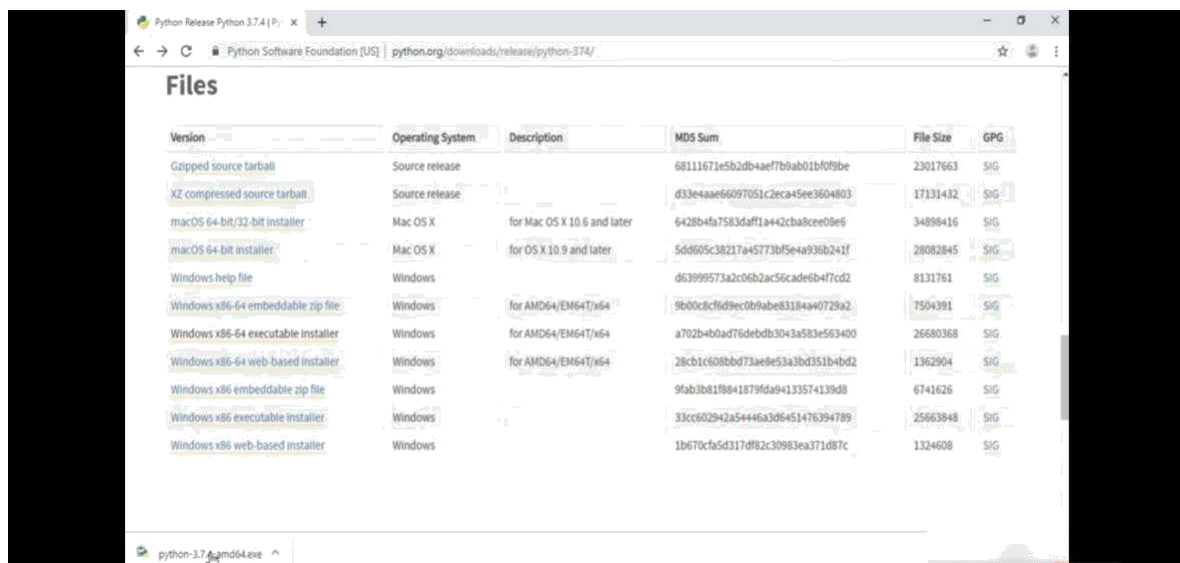 Python Release Python 3.7.4 | Py
Python Software Foundation [US] | python.org/downloads/release/python-374/
Files
Version Operating System Description MD5 Sum File Size GPG
Gzipped source tarball Source release 68111671e5b2db4aef7b9ab01bf0f9be 23017663 SIG
XZ compressed source tarball Source release d33e4aae66097051c2eca45ee3604803 17131432 SIG
macOS 64-bit/32-bit installer Mac OS X for Mac OS X 10.6 and later 6428b4fa7583daff1a442cba8cee08e6 34898416 SIG
macOS 64-bit installer Mac OS X for OS X 10.9 and later 5dd605c38217a45773bf5e4a936b241f 28082845 SIG
Windows help file Windows d63999573a2c06b2ac56cade6b4f7cd2 8131761 SIG
Windows x86-64 embeddable zip file Windows for AMD64/EM64T/x64 9b00c8cf6d9ec0b9abe83184a40729a2 7504391 SIG
Windows x86-64 executable installer Windows for AMD64/EM64T/x64 a702b4b0ad76debdb3043a583e563400 26680368 SIG
Windows x86-64 web-based installer Windows for AMD64/EM64T/x64 28cb1c608bbd73ae8e53a3bd351b4bd2 1362904 SIG
Windows x86 embeddable zip file Windows 9fab3b81f8841879fda94133574139d8 6741626 SIG
Windows x86 executable installer Windows 33cc602942a54446a3d6451476394789 25663848 SIG
Windows x86 web-based installer Windows 1b670cfa5d317df82c30983ea371d87c 1324608 SIG
python-3.7.4-amd64.exe